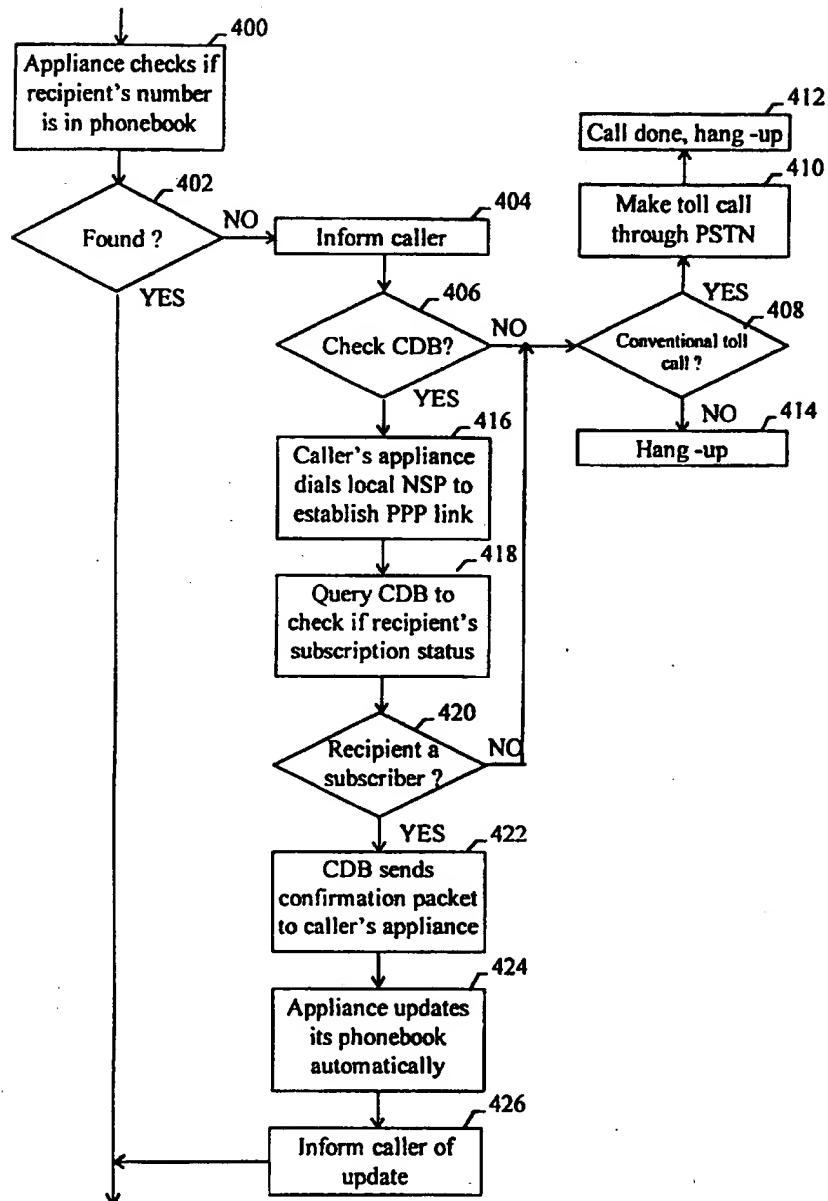 400
Appliance checks if
recipient's number
is in phonebook
402
Found ?
NO
YES
404
Inform caller
406
Check CDB?
NO
YES
412
Call done, hang -up
410
Make toll call
through PSTN
YES
408
Conventional toll
call ?
NO
414
Hang -up
416
Caller's appliance
dials local NSP to
establish PPP link
418
Query CDB to
check if recipient's
subscription status
420
Recipient a
subscriber ?
NO
YES
422
CDB sends
confirmation packet
to caller's appliance
424
Appliance updates
its phonebook
automatically
426
Inform caller of
update